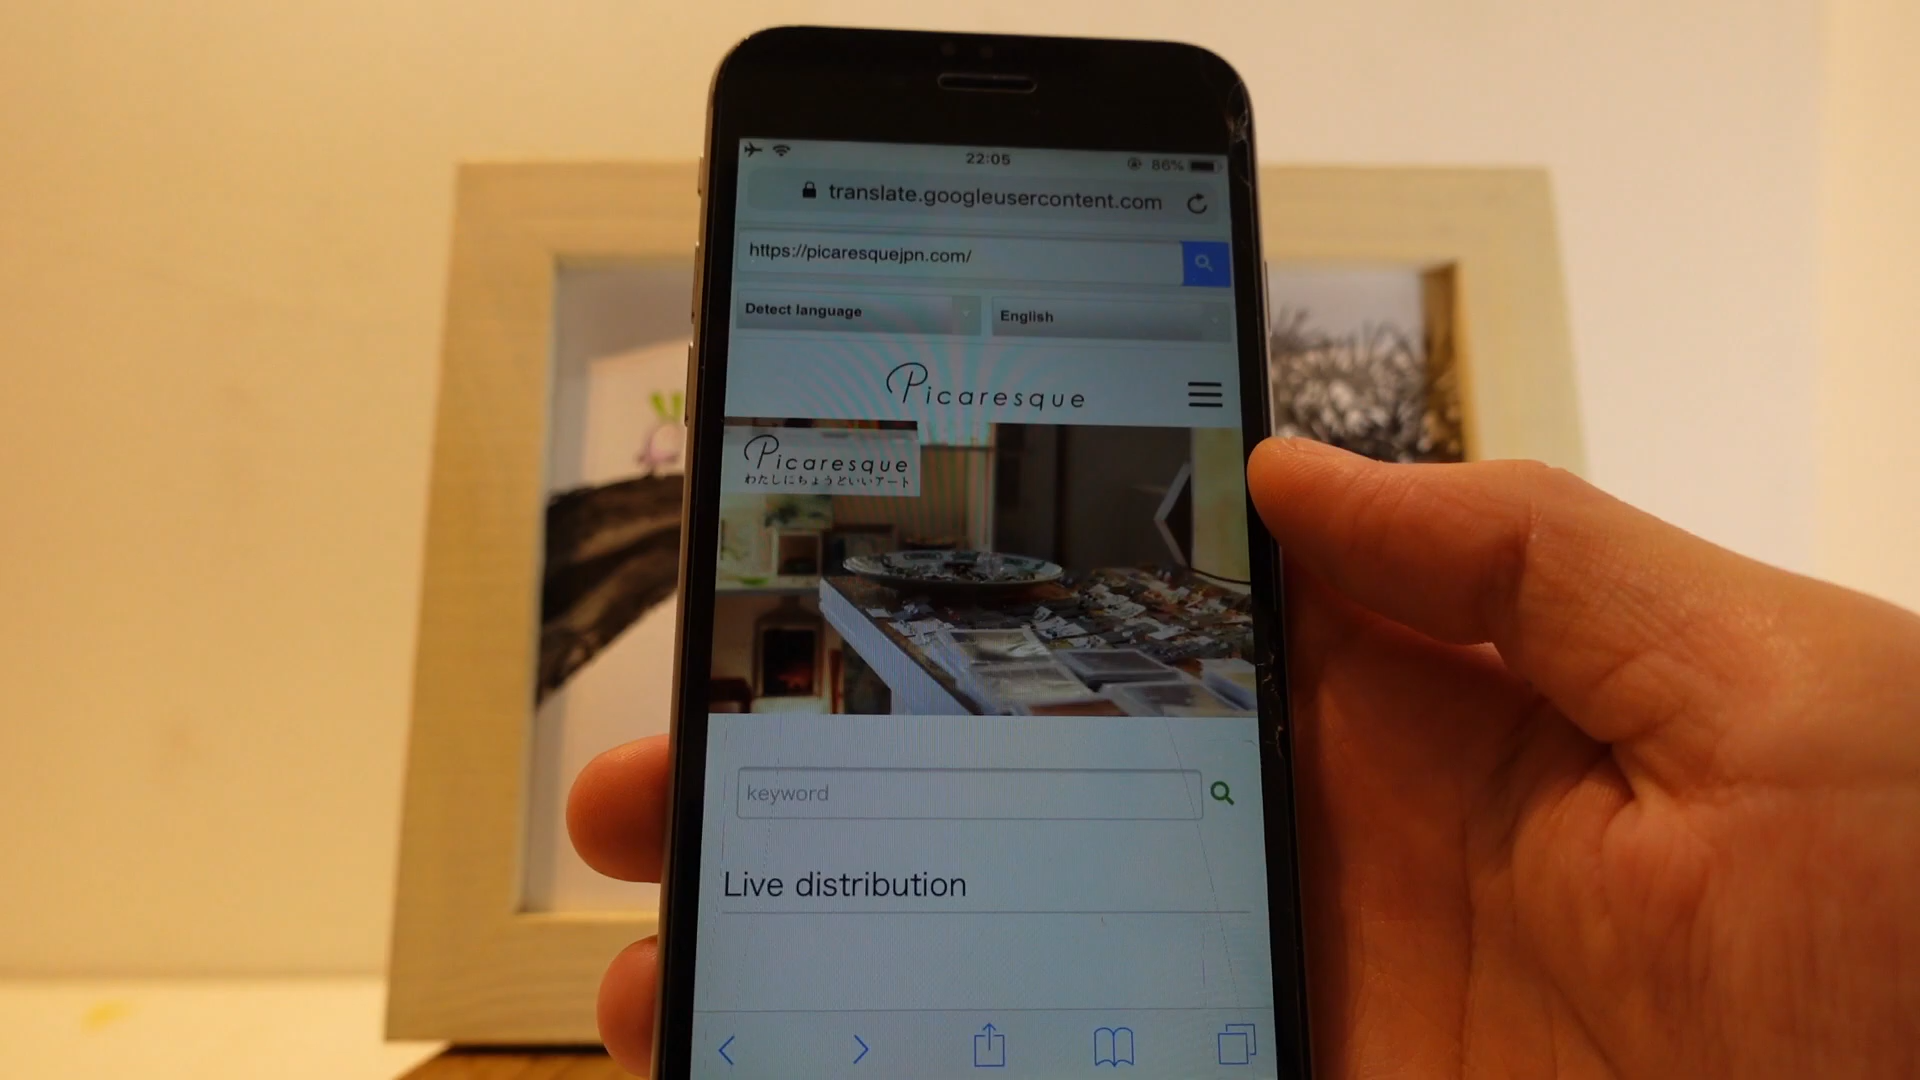 22:05
86%
translate.googleusercontent.com
https://picaresquejpn.com/
Detect language
English
Picaresque
Picaresque
わたしにちょうどいいアート
keyword
Live distribution